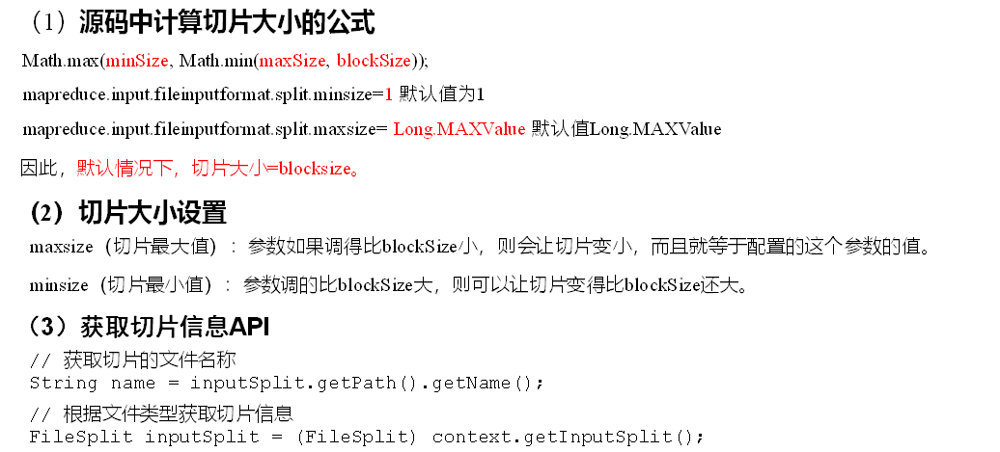 （1）源码中计算切片大小的公式
Math.max(minSize, Math.min(maxSize, blockSize));
mapreduce.input.fileinputformat.split.minsize=1 默认值为1
mapreduce.input.fileinputformat.split.maxsize= Long.MAXValue 默认值Long.MAXValue
因此，默认情况下，切片大小=blocksize。
（2）切片大小设置
maxsize（切片最大值）：参数如果调得比blockSize小，则会让切片变小，而且就等于配置的这个参数的值。
minsize（切片最小值）：参数调的比blockSize大，则可以让切片变得比blockSize还大。
（3）获取切片信息API
// 获取切片的文件名称
String name = inputSplit.getPath().getName();
// 根据文件类型获取切片信息
FileSplit inputSplit = (FileSplit) context.getInputSplit();